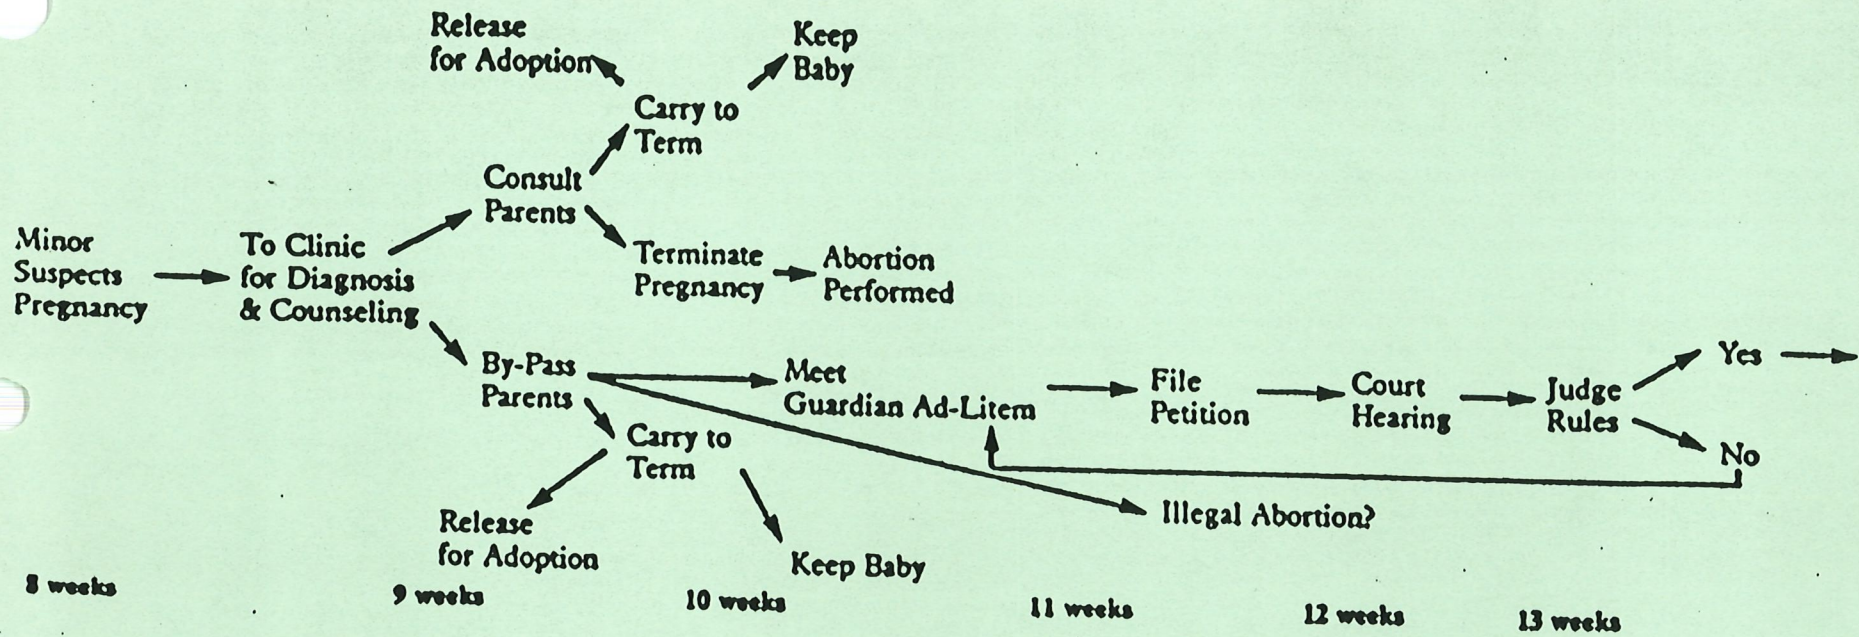 Release
for Adoption
Keep
Baby
Carry to
Term
Consult
Parents
Minor
Suspects
Pregnancy
To Clinic
for Diagnosis
& Counseling
Terminate
Pregnancy
Abortion
Performed
By-Pass
Parents
Meet
Guardian Ad-Litem
File
Petition
Court
Hearing
Judge
Rules
Yes
No
Carry to
Term
Illegal Abortion?
Release
for Adoption
Keep Baby
8 weeks
9 weeks
10 weeks
11 weeks
12 weeks
13 weeks